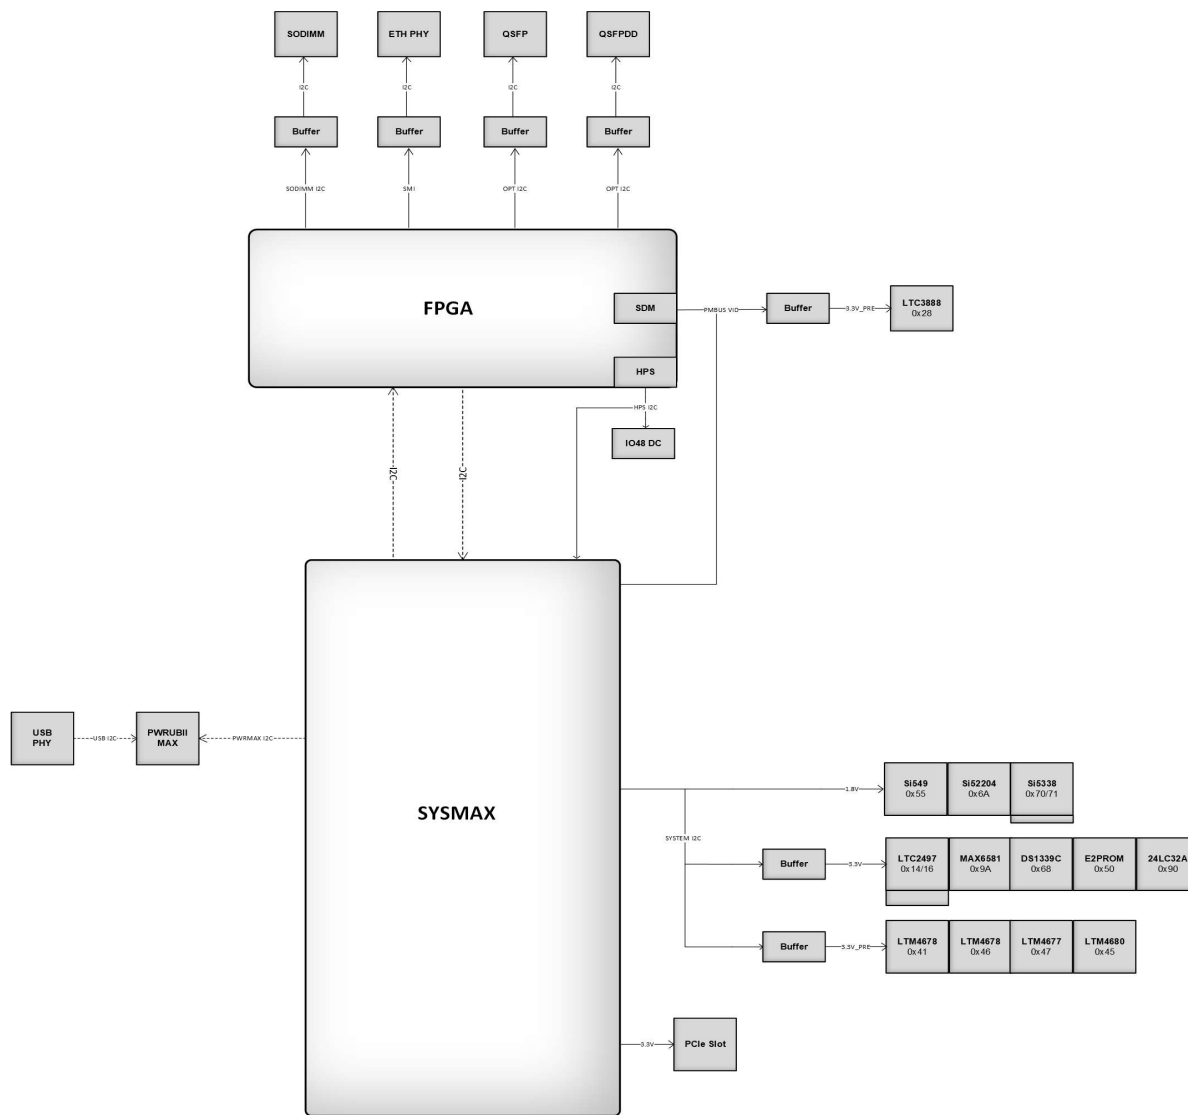 SODIMM
ETH PHY
QSFP
QSFPDD
I2C
I2C
I2C
I2C
Buffer
Buffer
Buffer
Buffer
SODIMM I2C
SMI
OPT I2C
OPT I2C
FPGA
SDM
PMBUS VID
Buffer
3.3V_PRE
LTC3888
0x28
HPS
HPS I2C
IO48 DC
I2C
I2C
USB
PHY
USB I2C
PWRUBII
MAX
PWRMAX I2C
SYSMAX
1.8V
Si549
0x55
Si52204
0x6A
Si5338
0x70/71
SYSTEM I2C
Buffer
3.3V
LTC2497
0x14/16
MAX6581
0x9A
DS1339C
0x68
E2PROM
0x50
24LC32A
0x90
Buffer
3.3V_PRE
LTM4678
0x41
LTM4678
0x46
LTM4677
0x47
LTM4680
0x45
3.3V
PCIe Slot